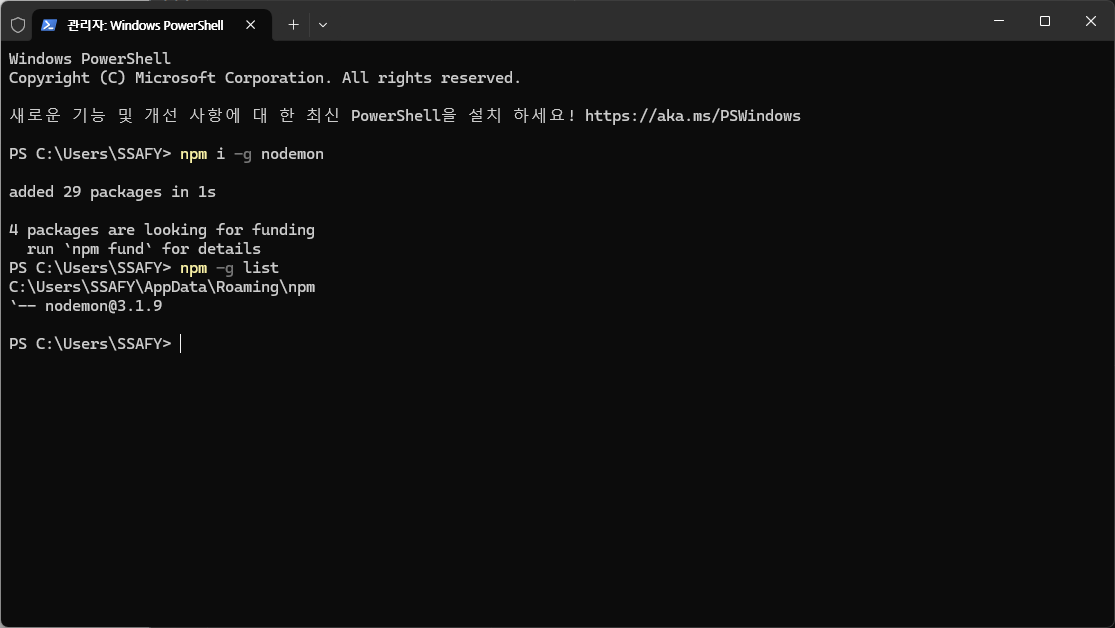 관리자: Windows PowerShell
Windows PowerShell
Copyright (C) Microsoft Corporation. All rights reserved.
새로운 기능 및 개선 사항에 대 한 최신 PowerShell을 설치 하세요! https://aka.ms/PSWindows
PS C:\Users\SSAFY> npm i -g nodemon
added 29 packages in 1s
4 packages are looking for funding
  run `npm fund` for details
PS C:\Users\SSAFY> npm -g list
C:\Users\SSAFY\AppData\Roaming\npm
`-- nodemon@3.1.9
PS C:\Users\SSAFY>